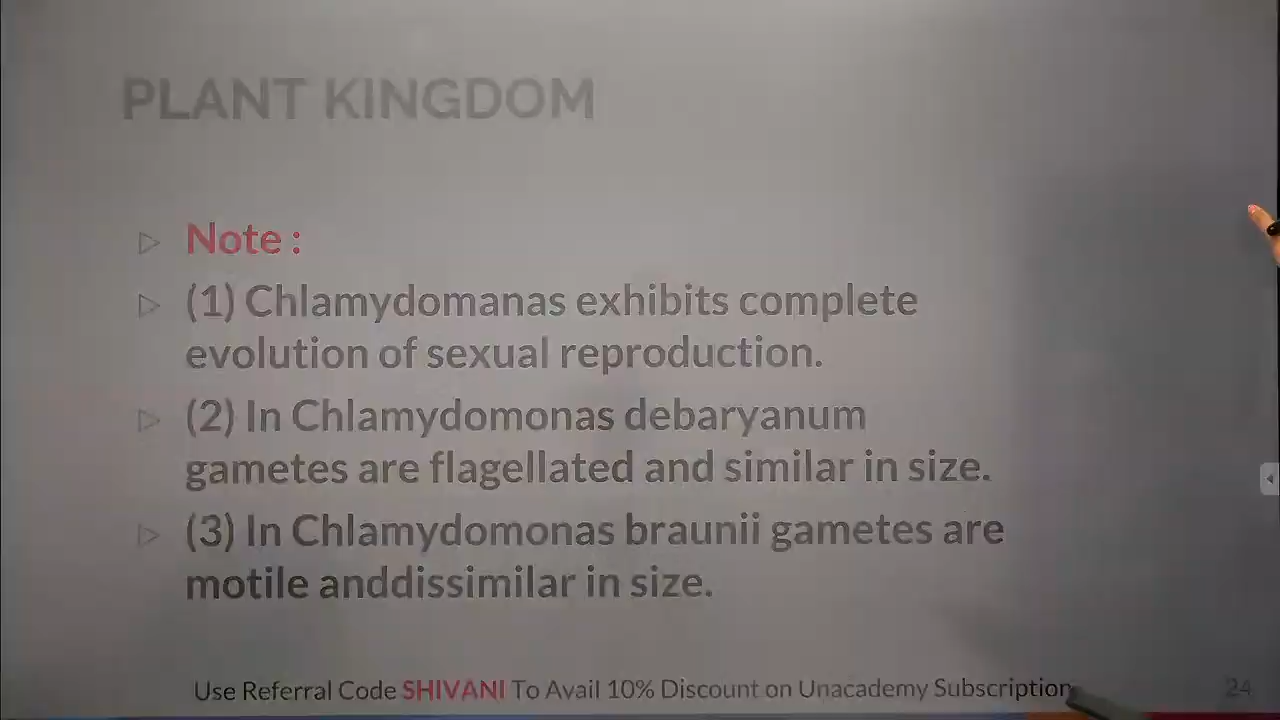 PLANT KINGDOM
Note :
(1) Chlamydomanas exhibits complete
evolution of sexual reproduction.
(2) In Chlamydomonas debaryanum
gametes are flagellated and similar in size.
(3) In Chlamydomonas braunii gametes are
motile anddissimilar in size.
Use Referral Code SHIVANI To Avail 10% Discount on Unacademy Subscription
24